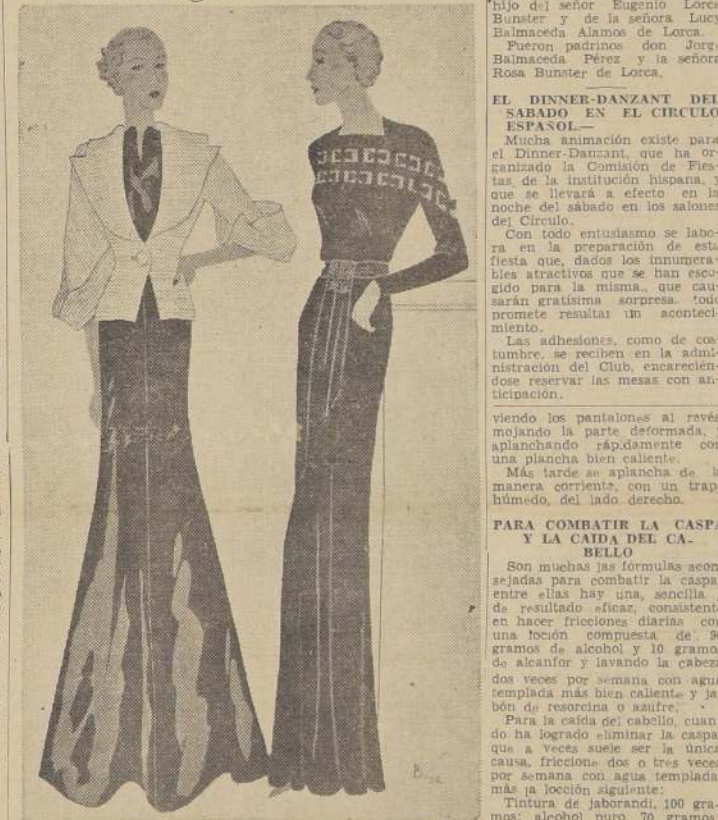 hijo del señor Eugenio Lorca
Bunster y de la señora Lucy
Balmaceda Alamos de Lorca.
Fueron padrinos don Jorge
Balmaceda Pérez y la señora
Rosa Bunster de Lorca.
EL DINNER-DANZANT DEL
SABADO EN EL CIRCULO
ESPAÑOL.—
Mucha animación existe para
el Dinner-Danzant, que ha or-
ganizado la Comisión de Fies-
tas de la institución hispana, y
que se llevará a efecto en la
noche del sábado en los salones
del Círculo.
Con todo entusiasmo se labo-
ra en la preparación de esta
fiesta que, dados los innumera-
bles atractivos que se han esco-
gido para la misma, que cau-
sarán gratísima sorpresa, todo
promete resultar un aconteci-
miento.
Las adhesiones, como de cos-
tumbre, se reciben en la admi-
nistración del Club, encarecién-
dose reservar las mesas con an-
ticipación.
viendo los pantalones al revés
mojando la parte deformada, y
aplanchando rápidamente con
una plancha bien caliente.
Más tarde se aplancha de la
manera corriente, con un trapo
húmedo, del lado derecho.
PARA COMBATIR LA CASPA
Y LA CAIDA DEL CA-
BELLO
Son muchas jas fórmulas acon-
sejadas para combatir la caspa
entre ellas hay una, sencilla
de resultado eficaz, consistente
en hacer fricciones diarias con
una loción compuesta de
gramos de alcohol y 10 gramos
de alcanfor y lavando la cabeza
dos veces por semana con agua
templada más bien caliente y ja-
bón de resorcina o azufre.
Para la caída del cabello, cuan-
do ha logrado eliminar la caspa
que a veces suele ser la única
causa, friccione dos o tres veces
por semana con agua templada
más ja locción siguiente:
Tintura de jaborandi, 100 gra-
mos; alcohol puro, 70 gramos;